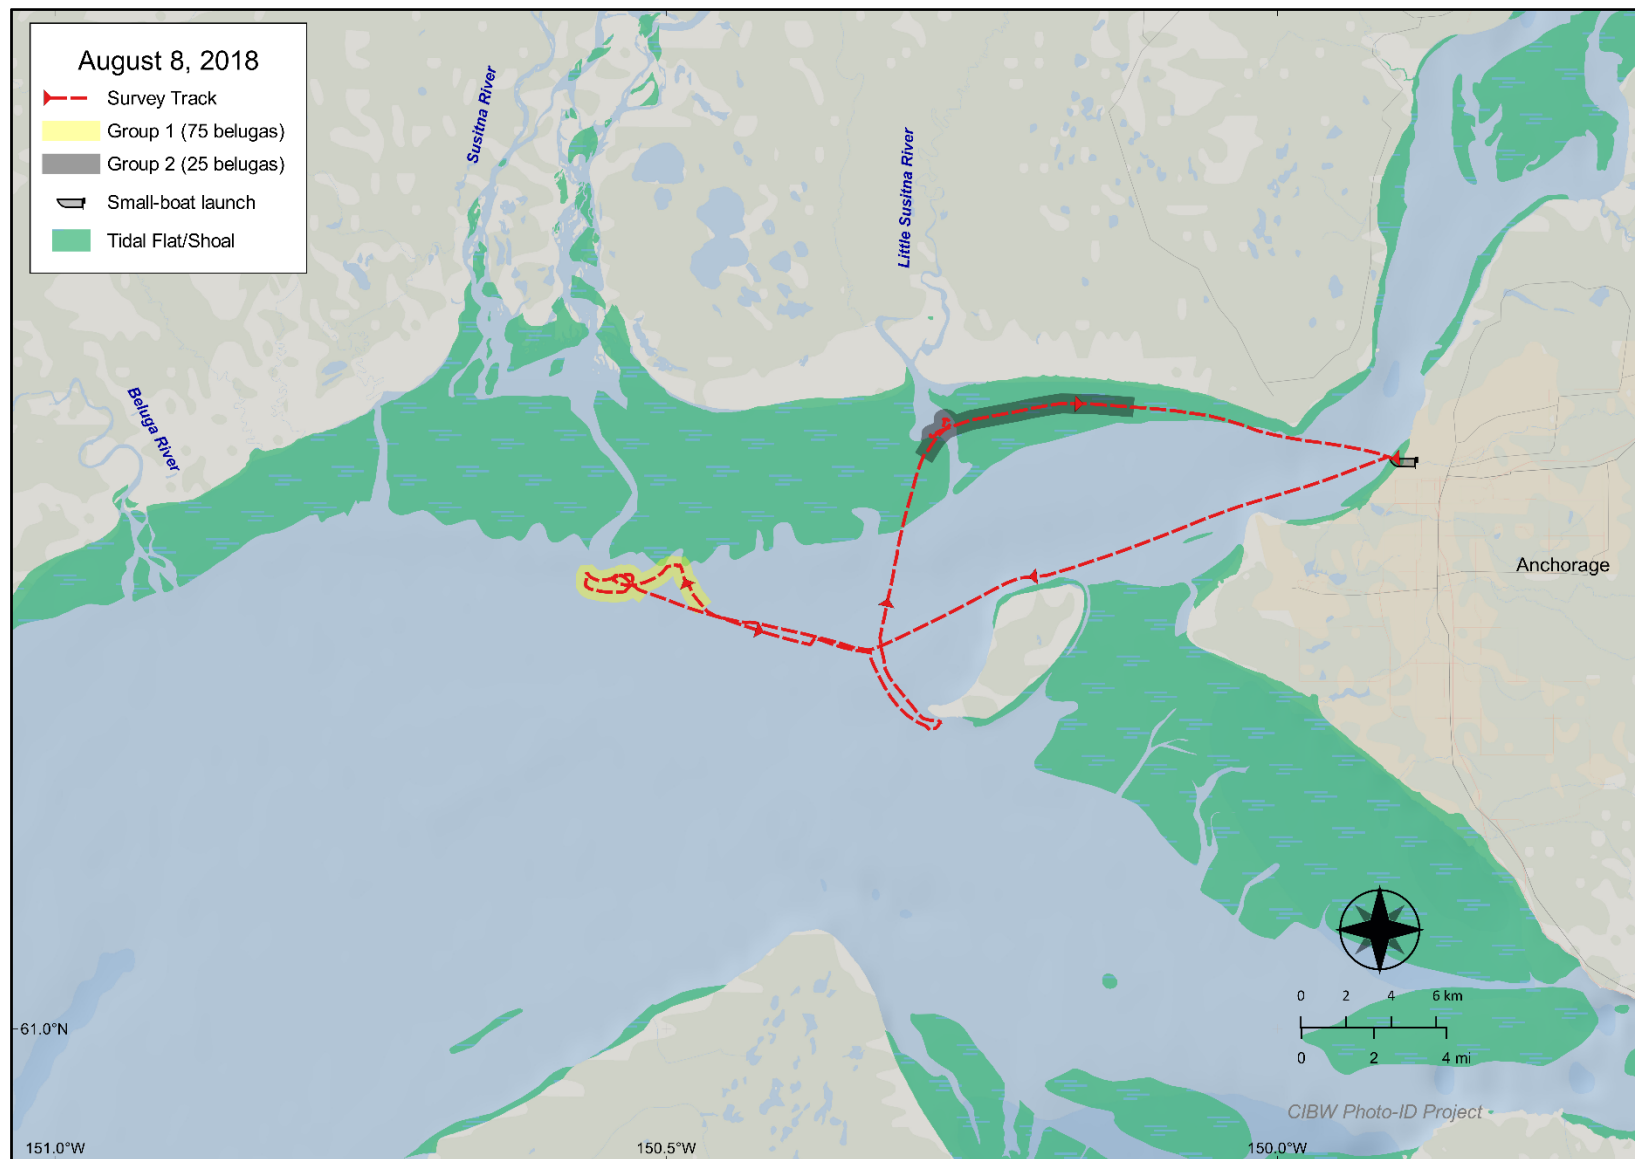 August 8, 2018
Survey Track
Group 1 (75 belugas)
Group 2 (25 belugas)
Small-boat launch
Tidal Flat/Shoal
Susitna River
Little Susitna River
Beluga River
Anchorage
0 2 4 6 km
0 2 4 mi
61.0°N
CIBW Photo-ID Project
151.0°W
150.5°W
150.0°W